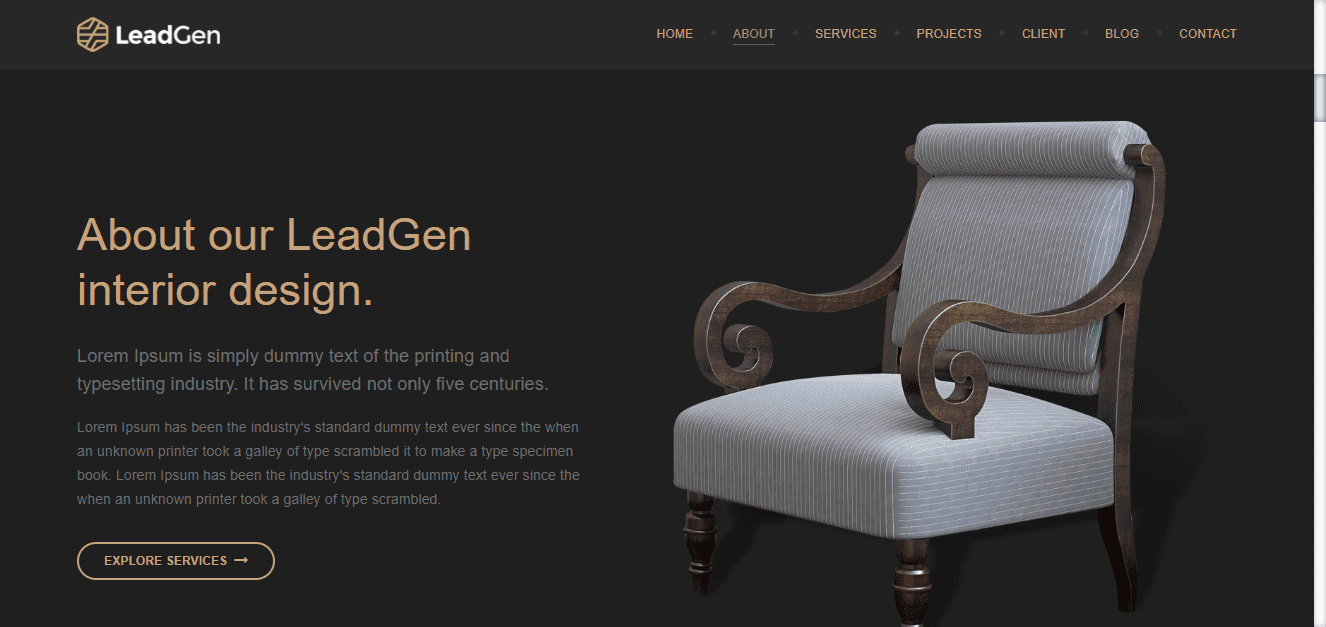 LeadGen
HOME
ABOUT
SERVICES
PROJECTS
CLIENT
BLOG
CONTACT
About our LeadGen
interior design.
Lorem Ipsum is simply dummy text of the printing and
typesetting industry. It has survived not only five centuries.
Lorem Ipsum has been the industry's standard dummy text ever since the when
an unknown printer took a galley of type scrambled it to make a type specimen
book. Lorem Ipsum has been the industry's standard dummy text ever since the
when an unknown printer took a galley of type scrambled.
EXPLORE SERVICES →